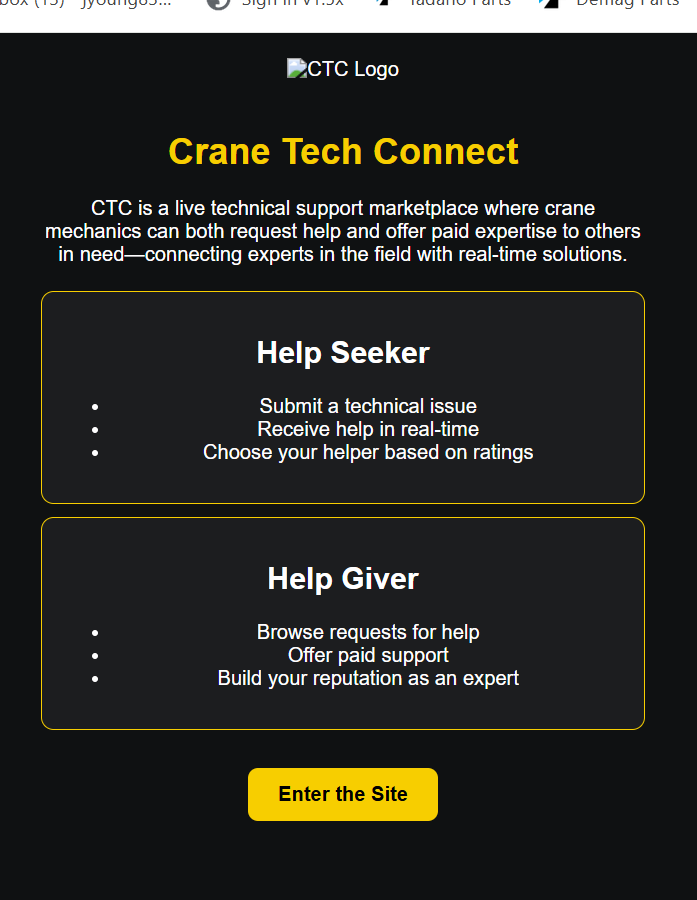 Sign in v1.5x
Tadano Parts
Demag Parts
CTC Logo
Crane Tech Connect
CTC is a live technical support marketplace where crane
mechanics can both request help and offer paid expertise to others
in need—connecting experts in the field with real-time solutions.
Help Seeker
• Submit a technical issue
• Receive help in real-time
• Choose your helper based on ratings
Help Giver
• Browse requests for help
• Offer paid support
• Build your reputation as an expert
Enter the Site